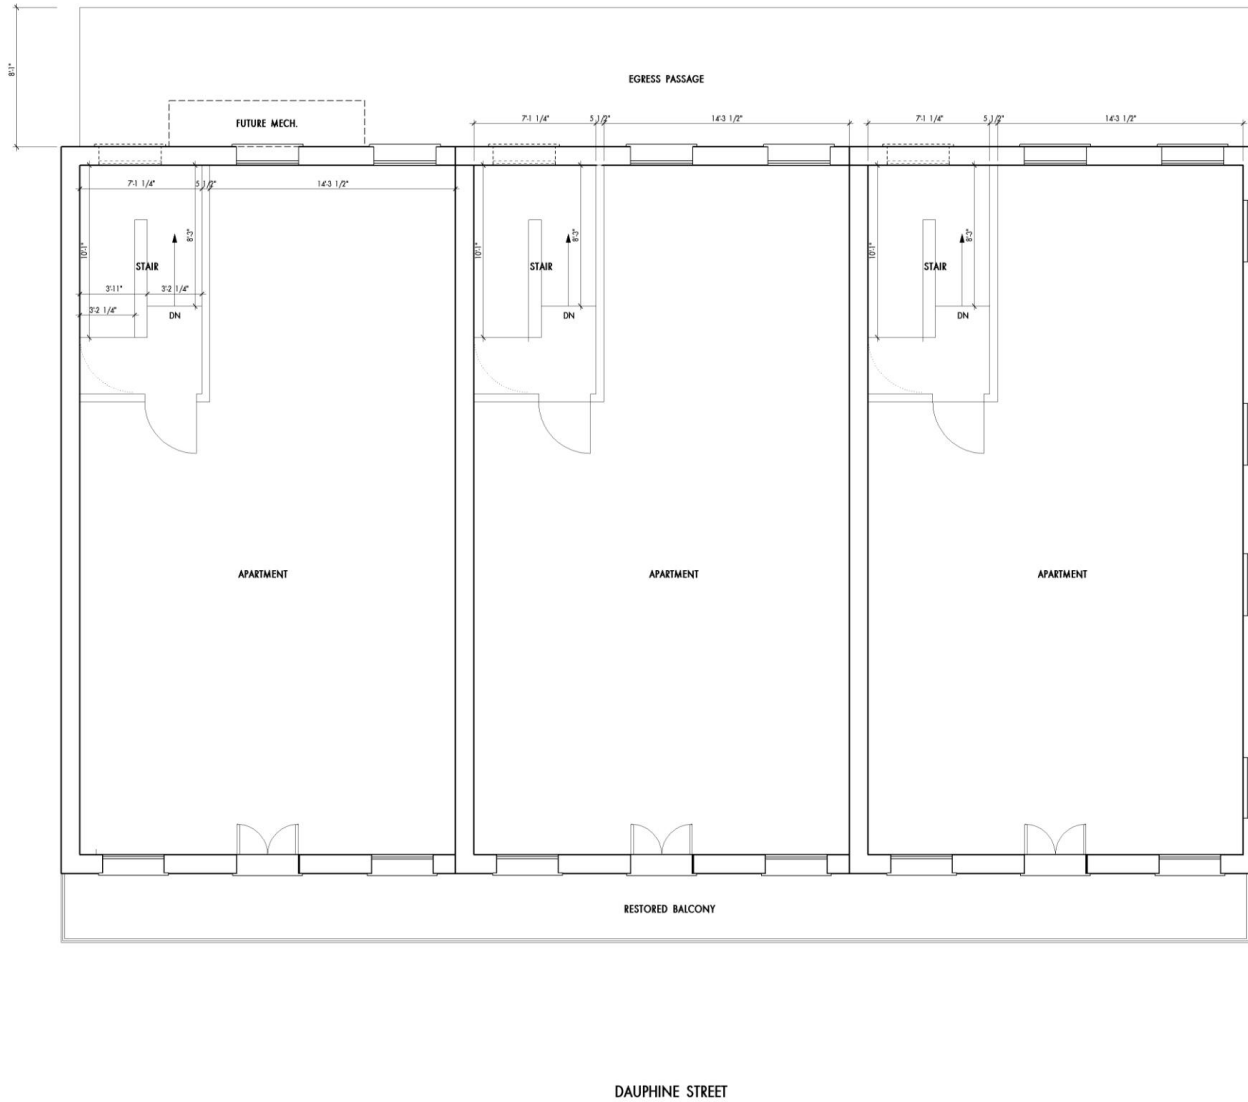 8'-1"
EGRESS PASSAGE
FUTURE MECH.
7'-1 1/4" 5 1/2" 14'-3 1/2"
7'-1 1/4" 5 1/2" 14'-3 1/2"
7'-1 1/4" 5 1/2" 14'-3 1/2"
10'-1"
8'-3"
STAIR
3'-11" 3'-2 1/4"
3'-2 1/4"
DN
10'-1"
8'-3"
STAIR
DN
10'-1"
8'-3"
STAIR
DN
APARTMENT
APARTMENT
APARTMENT
RESTORED BALCONY
DAUPHINE STREET